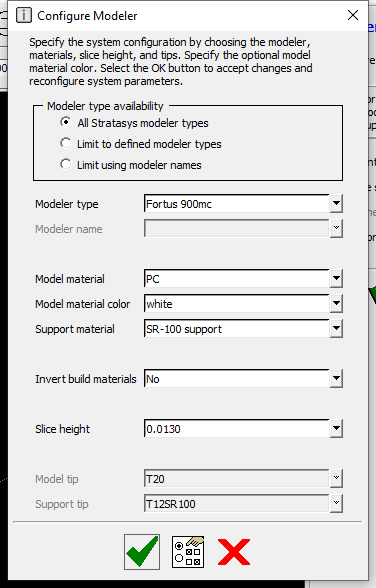 Configure Modeler
Specify the system configuration by choosing the modeler,
materials, slice height, and tips. Specify the optional model
material color. Select the OK button to accept changes and
reconfigure system parameters.
Modeler type availability
All Stratasys modeler types
Limit to defined modeler types
Limit using modeler names
Modeler type Fortus 900mc
Modeler name
Model material PC
Model material color white
Support material SR-100 support
Invert build materials No
Slice height 0.0130
Model tip T20
Support tip T12SR100